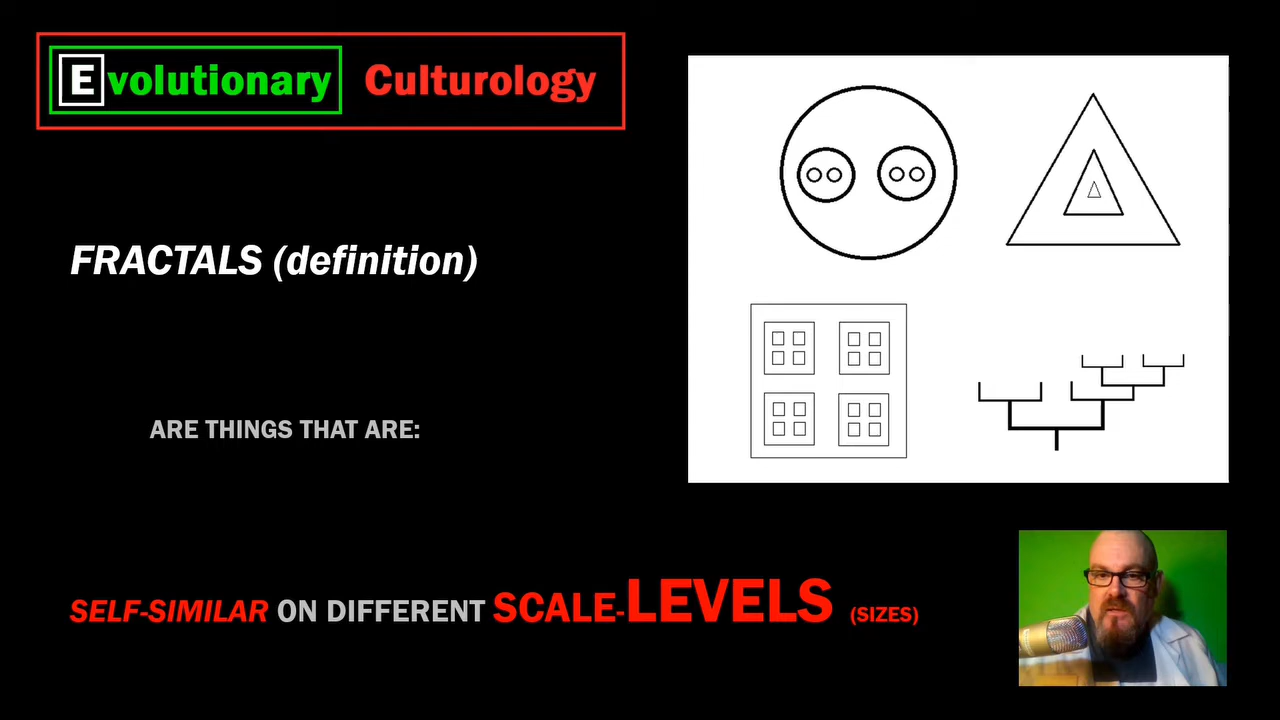 Evolutionary Culturology
FRACTALS (definition)
ARE THINGS THAT ARE:
SELF-SIMILAR ON DIFFERENT SCALE-LEVELS (SIZES)